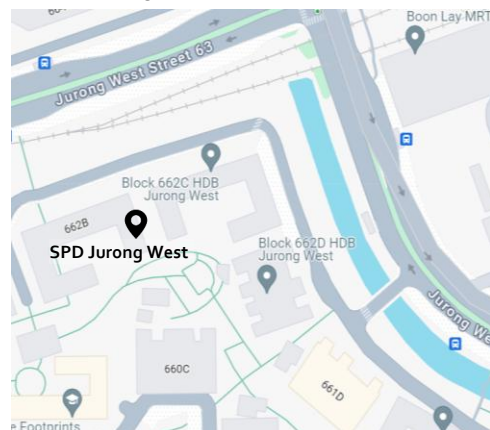 Boon Lay MRT
Jurong West Street 63
Block 662C HDB
Jurong West
662B
SPD Jurong West
Block 662D HDB
Jurong West
Jurong We
660C
661D
e Footprints